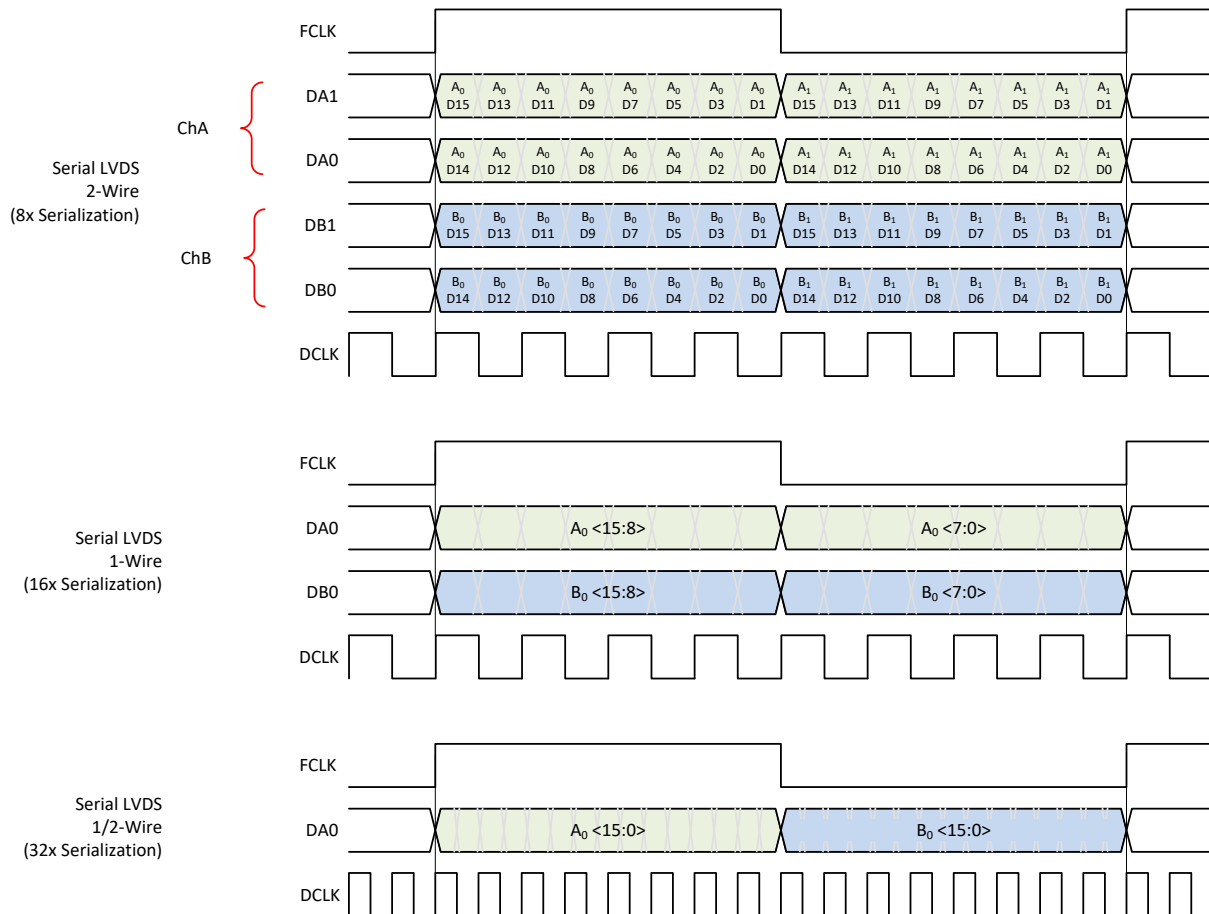 FCLK
DA1
A0 A0 A0 A0 A0 A0 A0 A0 A1 A1 A1 A1 A1 A1 A1 A1
D15 D13 D11 D9 D7 D5 D3 D1 D15 D13 D11 D9 D7 D5 D3 D1
ChA
DA0
A0 A0 A0 A0 A0 A0 A0 A0 A1 A1 A1 A1 A1 A1 A1 A1
D14 D12 D10 D8 D6 D4 D2 D0 D14 D12 D10 D8 D6 D4 D2 D0
Serial LVDS
2-Wire
(8x Serialization)
DB1
B0 B0 B0 B0 B0 B0 B0 B0 B1 B1 B1 B1 B1 B1 B1 B1
D15 D13 D11 D9 D7 D5 D3 D1 D15 D13 D11 D9 D7 D5 D3 D1
ChB
DB0
B0 B0 B0 B0 B0 B0 B0 B0 B1 B1 B1 B1 B1 B1 B1 B1
D14 D12 D10 D8 D6 D4 D2 D0 D14 D12 D10 D8 D6 D4 D2 D0
DCLK
FCLK
Serial LVDS
1-Wire
(16x Serialization)
DA0 A0 <15:8> A0 <7:0>
DB0 B0 <15:8> B0 <7:0>
DCLK
FCLK
Serial LVDS
1/2-Wire
(32x Serialization)
DA0 A0 <15:0> B0 <15:0>
DCLK